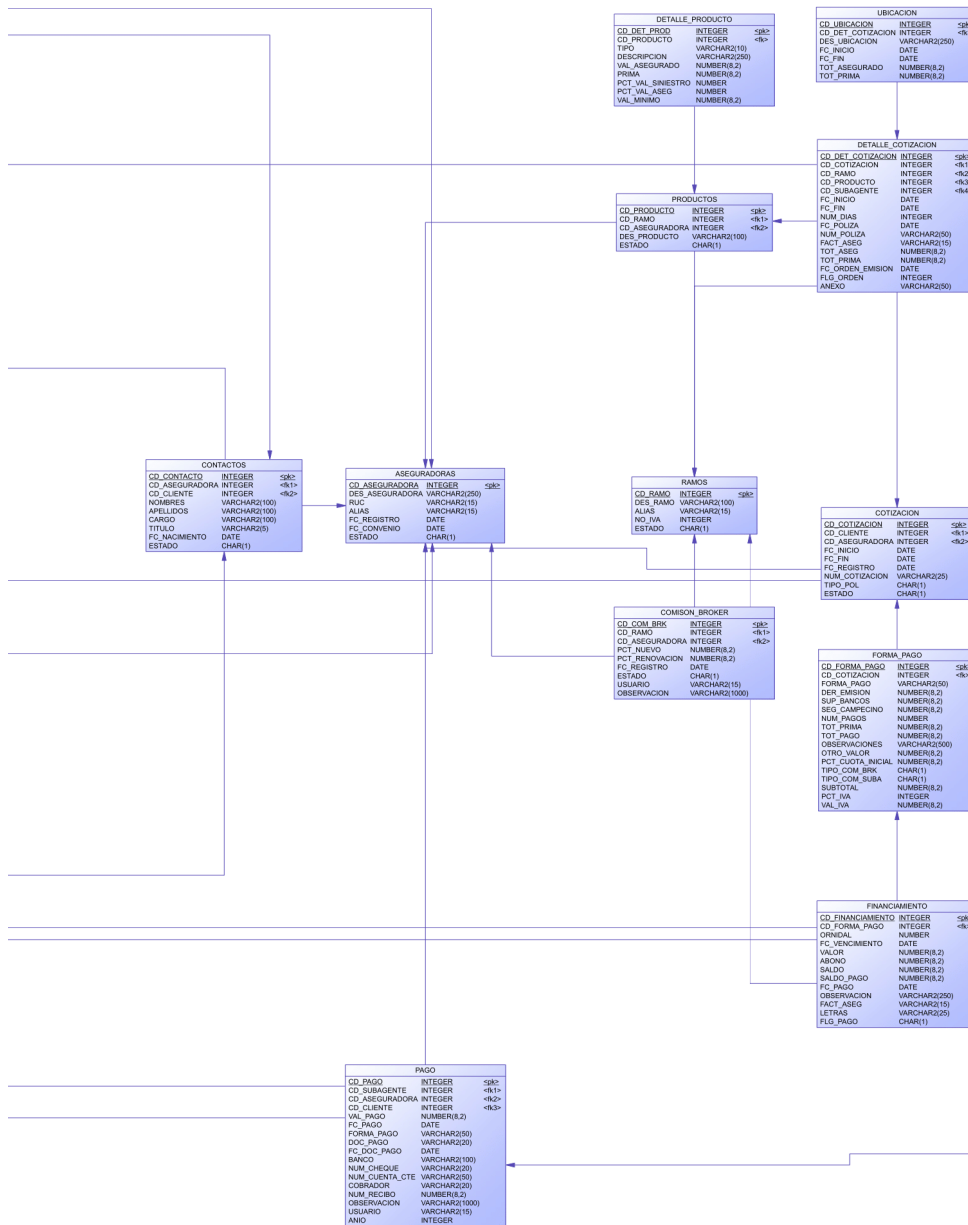 DETALLE_PRODUCTO
CD_DET_PROD INTEGER <pk>
CD_PRODUCTO INTEGER <fk>
TIPO VARCHAR2(10)
DESCRIPCION VARCHAR2(250)
VAL_ASEGURADO NUMBER(8,2)
PRIMA NUMBER(8,2)
PCT_VAL_SINIESTRO NUMBER
PCT_VAL_ASEG NUMBER
VAL_MINIMO NUMBER(8,2)
UBICACION
CD_UBICACION INTEGER <pk
CD_DET_COTIZACION INTEGER <fk
DES_UBICACION VARCHAR2(250)
FC_INICIO DATE
FC_FIN DATE
TOT_ASEGURADO NUMBER(8,2)
TOT_PRIMA NUMBER(8,2)
DETALLE_COTIZACION
CD_DET_COTIZACION INTEGER <pk
CD_COTIZACION INTEGER <fk1
CD_RAMO INTEGER <fk2
CD_PRODUCTO INTEGER <fk3
CD_SUBAGENTE INTEGER <fk4
FC_INICIO DATE
FC_FIN DATE
NUM_DIAS INTEGER
FC_POLIZA DATE
NUM_POLIZA VARCHAR2(50)
FACT_ASEG VARCHAR2(15)
TOT_ASEG NUMBER(8,2)
TOT_PRIMA NUMBER(8,2)
FC_ORDEN_EMISION DATE
FLG_ORDEN INTEGER
ANEXO VARCHAR2(50)
PRODUCTOS
CD_PRODUCTO INTEGER <pk>
CD_RAMO INTEGER <fk1>
CD_ASEGURADORA INTEGER <fk2>
DES_PRODUCTO VARCHAR2(100)
ESTADO CHAR(1)
CONTACTOS
CD_CONTACTO INTEGER <pk>
CD_ASEGURADORA INTEGER <fk1>
CD_CLIENTE INTEGER <fk2>
NOMBRES VARCHAR2(100)
APELLIDOS VARCHAR2(100)
CARGO VARCHAR2(100)
TITULO VARCHAR2(5)
FC_NACIMIENTO DATE
ESTADO CHAR(1)
ASEGURADORAS
CD_ASEGURADORA INTEGER <pk>
DES_ASEGURADORA VARCHAR2(250)
RUC VARCHAR2(15)
ALIAS VARCHAR2(15)
FC_REGISTRO DATE
FC_CONVENIO DATE
ESTADO CHAR(1)
RAMOS
CD_RAMO INTEGER <pk>
DES_RAMO VARCHAR2(100)
ALIAS VARCHAR2(15)
NO_IVA INTEGER
ESTADO CHAR(1)
COTIZACION
CD_COTIZACION INTEGER <pk>
CD_CLIENTE INTEGER <fk1>
CD_ASEGURADORA INTEGER <fk2>
FC_INICIO DATE
FC_FIN DATE
FC_REGISTRO DATE
NUM_COTIZACION VARCHAR2(25)
TIPO_POL CHAR(1)
ESTADO CHAR(1)
COMISON_BROKER
CD_COM_BRK INTEGER <pk>
CD_RAMO INTEGER <fk1>
CD_ASEGURADORA INTEGER <fk2>
PCT_NUEVO NUMBER(8,2)
PCT_RENOVACION NUMBER(8,2)
FC_REGISTRO DATE
ESTADO CHAR(1)
USUARIO VARCHAR2(15)
OBSERVACION VARCHAR2(1000)
FORMA_PAGO
CD_FORMA_PAGO INTEGER <pk
CD_COTIZACION INTEGER <fk>
FORMA_PAGO VARCHAR2(50)
DER_EMISION NUMBER(8,2)
SUP_BANCOS NUMBER(8,2)
SEG_CAMPECINO NUMBER(8,2)
NUM_PAGOS NUMBER
TOT_PRIMA NUMBER(8,2)
TOT_PAGO NUMBER(8,2)
OBSERVACIONES VARCHAR2(500)
OTRO_VALOR NUMBER(8,2)
PCT_CUOTA_INICIAL NUMBER(8,2)
TIPO_COM_BRK CHAR(1)
TIPO_COM_SUBA CHAR(1)
SUBTOTAL NUMBER(8,2)
PCT_IVA INTEGER
VAL_IVA NUMBER(8,2)
FINANCIAMIENTO
CD_FINANCIAMIENTO INTEGER <pk
CD_FORMA_PAGO INTEGER <fk
ORNIDAL NUMBER
FC_VENCIMIENTO DATE
VALOR NUMBER(8,2)
ABONO NUMBER(8,2)
SALDO NUMBER(8,2)
SALDO_PAGO NUMBER(8,2)
FC_PAGO DATE
OBSERVACION VARCHAR2(250)
FACT_ASEG VARCHAR2(15)
LETRAS VARCHAR2(25)
FLG_PAGO CHAR(1)
PAGO
CD_PAGO INTEGER <pk>
CD_SUBAGENTE INTEGER <fk1>
CD_ASEGURADORA INTEGER <fk2>
CD_CLIENTE INTEGER <fk3>
VAL_PAGO NUMBER(8,2)
FC_PAGO DATE
FORMA_PAGO VARCHAR2(50)
DOC_PAGO VARCHAR2(20)
FC_DOC_PAGO DATE
BANCO VARCHAR2(100)
NUM_CHEQUE VARCHAR2(20)
NUM_CUENTA_CTE VARCHAR2(50)
COBRADOR VARCHAR2(20)
NUM_RECIBO NUMBER(8,2)
OBSERVACION VARCHAR2(1000)
USUARIO VARCHAR2(15)
ANIO INTEGER